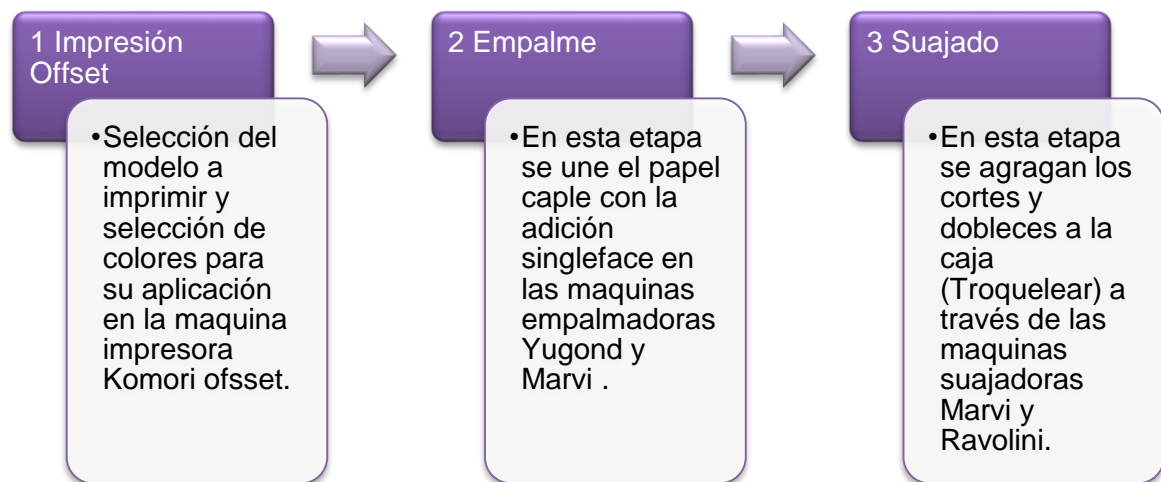 1 Impresión
Offset
•Selección del
modelo a
imprimir y
selección de
colores para
su aplicación
en la maquina
impresora
Komori ofsset.
2 Empalme
•En esta etapa
se une el papel
caple con la
adición
singleface en
las maquinas
empalmadoras
Yugond y
Marvi .
3 Suajado
•En esta etapa
se agragan los
cortes y
dobleces a la
caja
(Troquelear) a
través de las
maquinas
suajadoras
Marvi y
Ravolini.